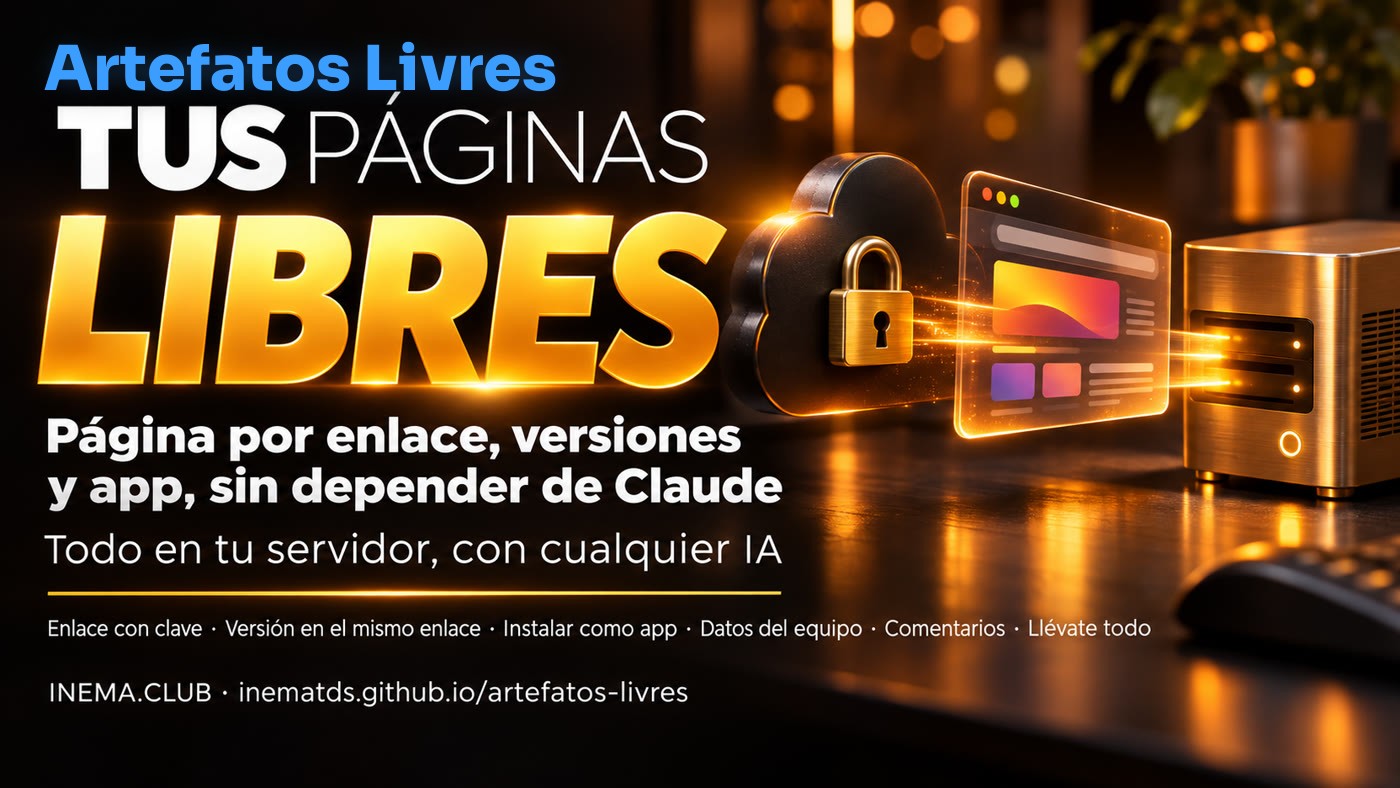 Artefatos Livres
TUS PÁGINAS
LIBRES
Página por enlace, versiones
y app, sin depender de Claude
Todo en tu servidor, con cualquier IA
Enlace con clave · Versión en el mismo enlace · Instalar como app · Datos del equipo · Comentarios · Llévate todo
INEMA.CLUB · inematds.github.io/artefatos-livres